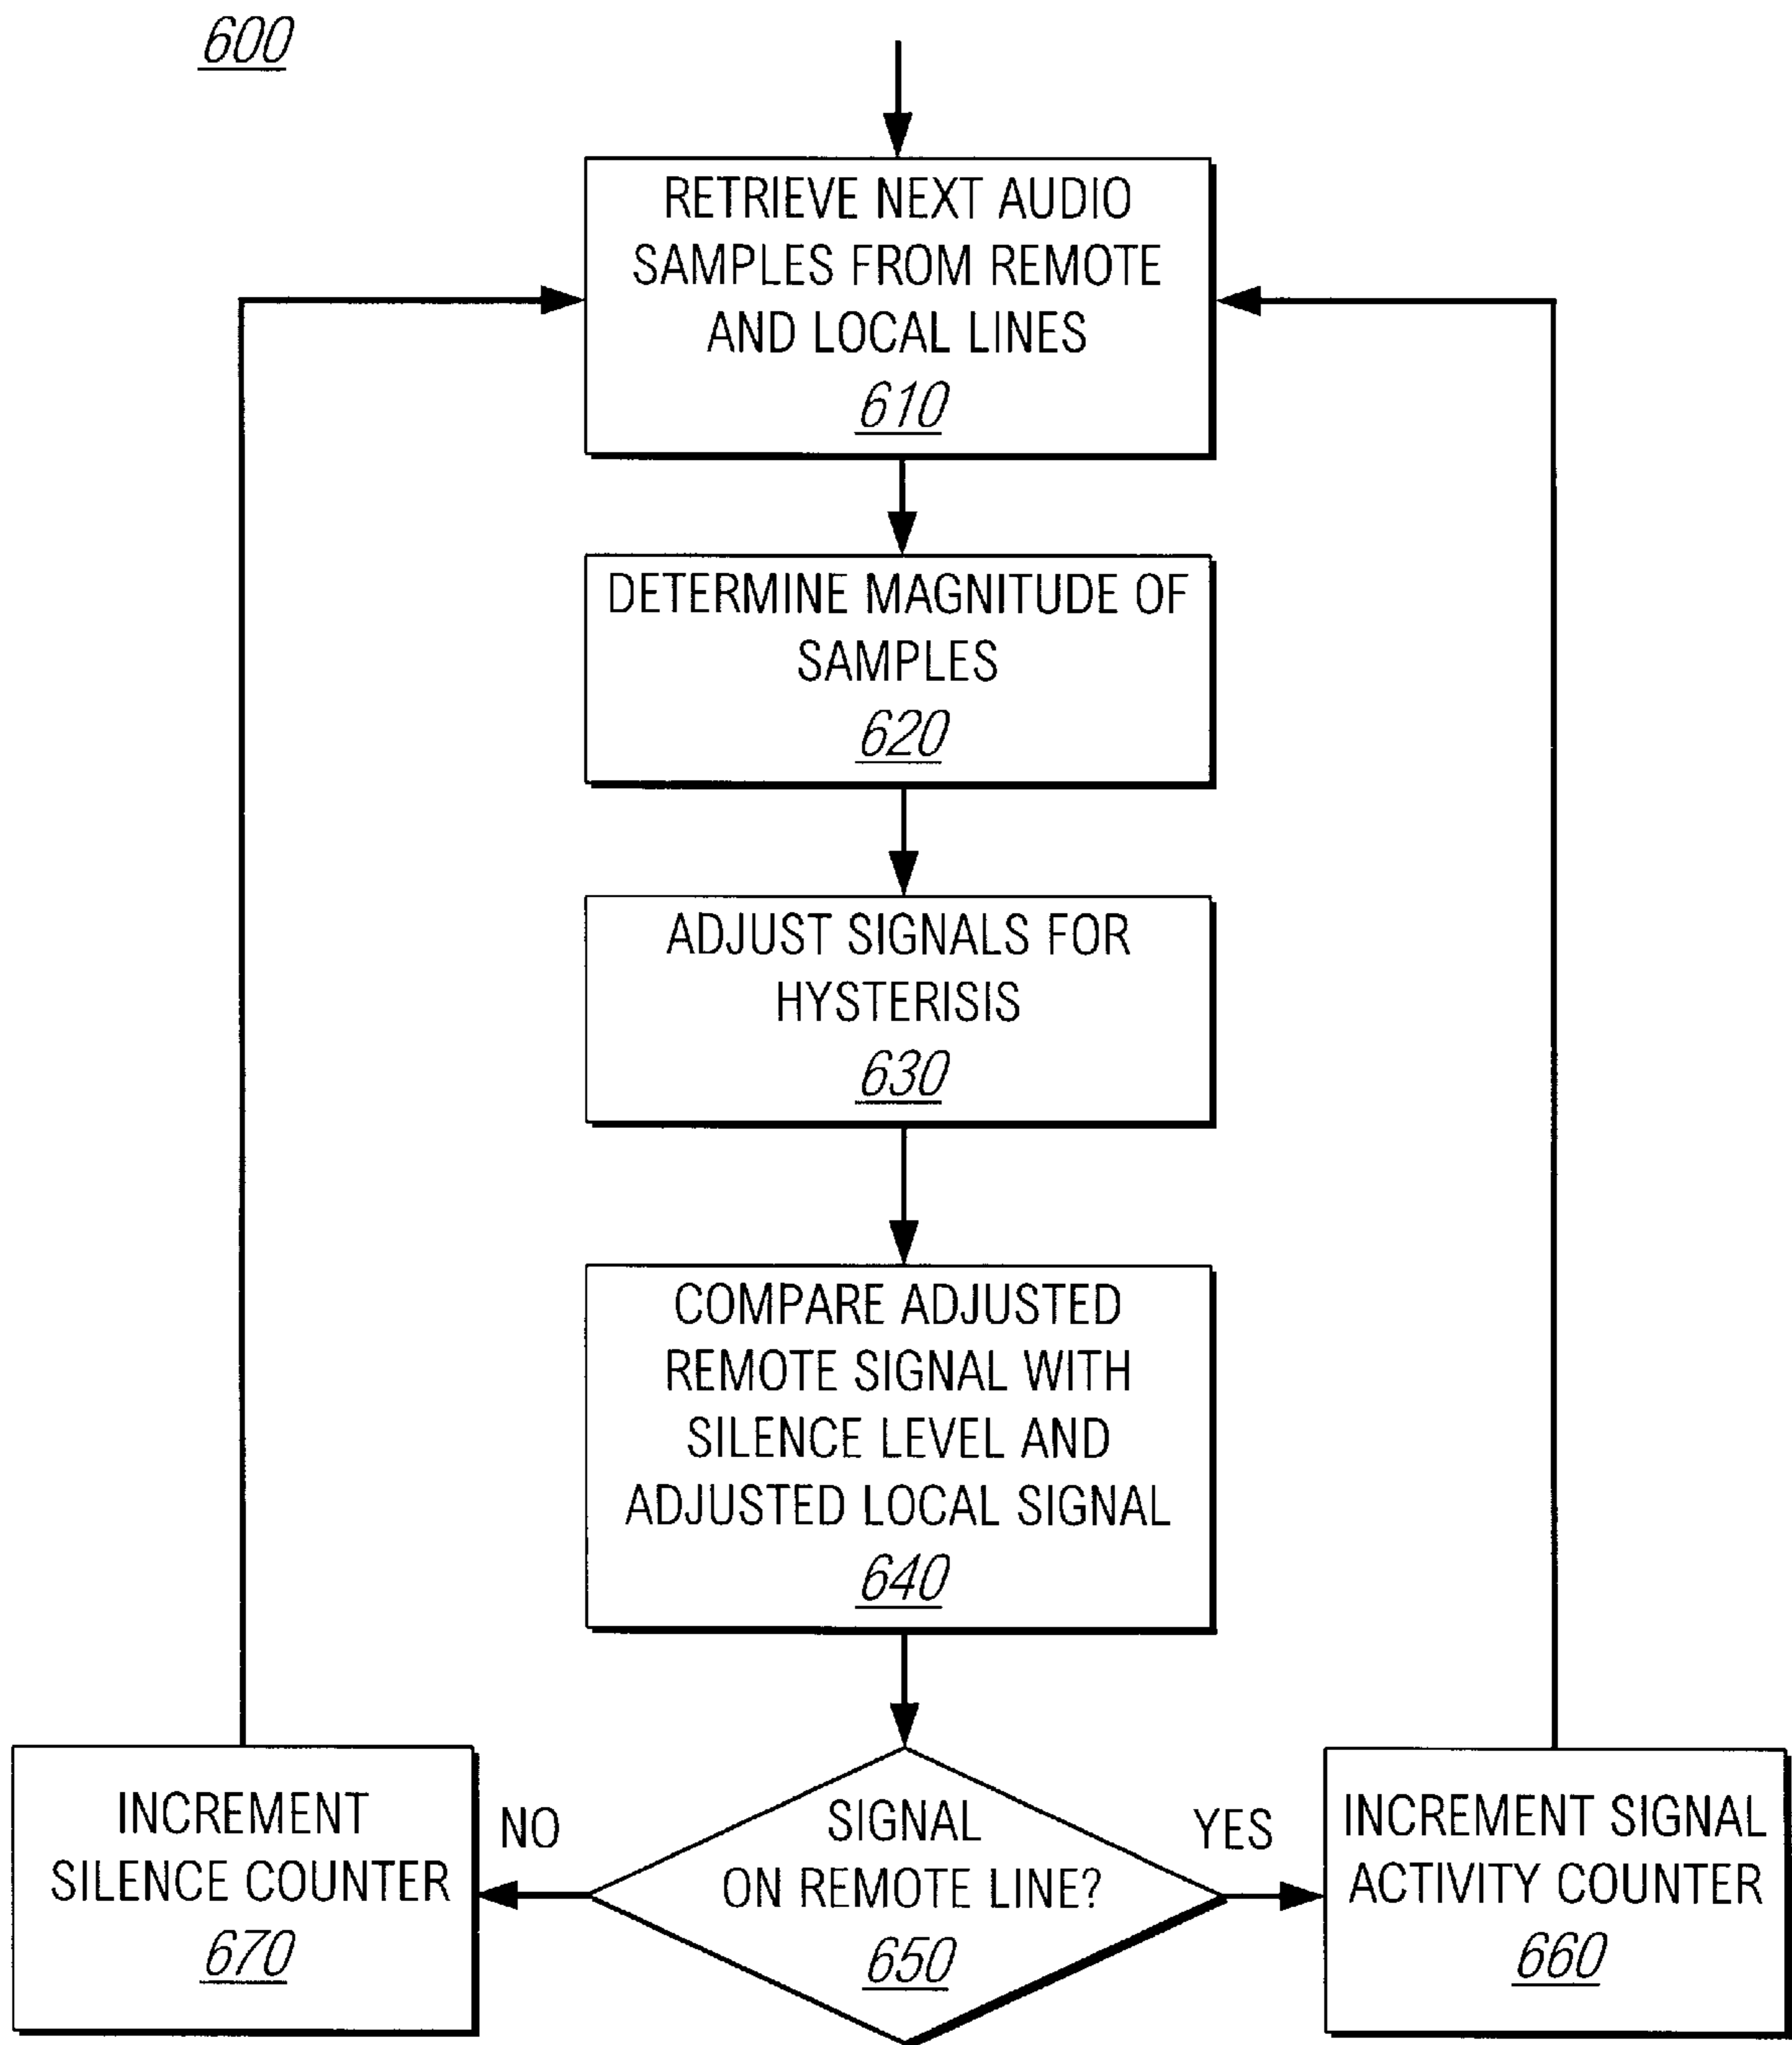 600
RETRIEVE NEXT AUDIO
SAMPLES FROM REMOTE
AND LOCAL LINES
610
DETERMINE MAGNITUDE OF
SAMPLES
620
ADJUST SIGNALS FOR
HYSTERISIS
630
COMPARE ADJUSTED
REMOTE SIGNAL WITH
SILENCE LEVEL AND
ADJUSTED LOCAL SIGNAL
640
SIGNAL
ON REMOTE LINE?
650
NO
INCREMENT
SILENCE COUNTER
670
YES
INCREMENT SIGNAL
ACTIVITY COUNTER
660